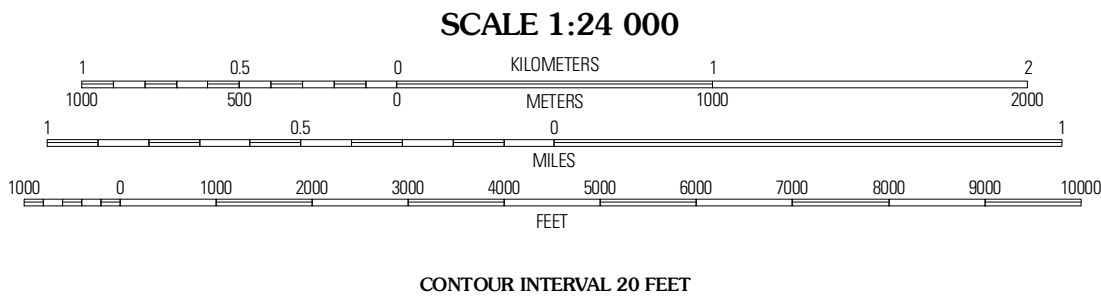 SCALE 1:24 000
1 0.5 0 KILOMETERS 1 2
1000 500 0 METERS 1000 2000
1 0.5 0 1
MILES
1000 0 1000 2000 3000 4000 5000 6000 7000 8000 9000 10000
FEET
CONTOUR INTERVAL 20 FEET